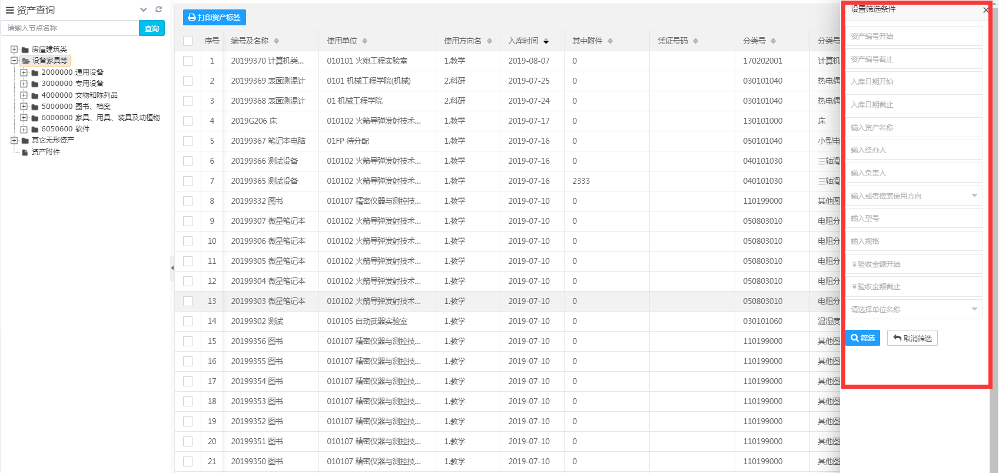 资产查询
请输入节点名称
查询
房屋建筑类
设备家具等
2000000 通用设备
3000000 专用设备
4000000 文物和陈列品
5000000 图书、档案
6000000 家具、用具、装具及动植物
6050600 软件
其它无形资产
资产附件
打印资产标签
序号 编号及名称 使用单位 使用方向名 入库时间 其中附件 凭证号码 分类号 分类号
1 20199370 计算机类... 010101 火炮工程实验室 1.教学 2019-08-07 0 170202001 计算机
2 20199369 表面测温计 0101 机械工程学院(机械) 2.科研 2019-07-25 0 030101040 热电偶
3 20199368 表面测温计 01 机械工程学院 2.科研 2019-07-24 0 030101040 热电偶
4 2019G206 床 010102 火箭导弹发射技术... 1.教学 2019-07-17 0 130101000 床
5 20199367 笔记本电脑 01FP 待分配 1.教学 2019-07-16 0 050101040 小型电
6 20199366 测试设备 010102 火箭导弹发射技术... 1.教学 2019-07-16 0 040101030 三轴滑
7 20199365 测试设备 010102 火箭导弹发射技术... 1.教学 2019-07-16 2333 040101030 三轴滑
8 20199332 图书 010107 精密仪器与测控技... 1.教学 2019-07-10 0 110199000 其他图
9 20199307 微星笔记本 010102 火箭导弹发射技术... 1.教学 2019-07-10 0 050803010 电阻分
10 20199306 微星笔记本 010102 火箭导弹发射技术... 1.教学 2019-07-10 0 050803010 电阻分
11 20199305 微星笔记本 010102 火箭导弹发射技术... 1.教学 2019-07-10 0 050803010 电阻分
12 20199304 微星笔记本 010102 火箭导弹发射技术... 1.教学 2019-07-10 0 050803010 电阻分
13 20199303 微星笔记本 010102 火箭导弹发射技术... 1.教学 2019-07-10 0 050803010 电阻分
14 20199302 测试 010105 自动武器实验室 1.教学 2019-07-10 0 030101060 温湿度
15 20199356 图书 010107 精密仪器与测控技... 1.教学 2019-07-10 0 110199000 其他图
16 20199355 图书 010107 精密仪器与测控技... 1.教学 2019-07-10 0 110199000 其他图
17 20199354 图书 010107 精密仪器与测控技... 1.教学 2019-07-10 0 110199000 其他图
18 20199353 图书 010107 精密仪器与测控技... 1.教学 2019-07-10 0 110199000 其他图
19 20199352 图书 010107 精密仪器与测控技... 1.教学 2019-07-10 0 110199000 其他图
20 20199351 图书 010107 精密仪器与测控技... 1.教学 2019-07-10 0 110199000 其他图
21 20199350 图书 010107 精密仪器与测控技... 1.教学 2019-07-10 0 110199000 其他图
设置筛选条件
资产编号开始
资产编号截止
入库日期开始
入库日期截止
输入资产名称
输入经办人
输入负责人
输入或者搜索使用方向
输入型号
输入规格
￥验收金额开始
￥验收金额截止
请选择单位名称
筛选 取消筛选